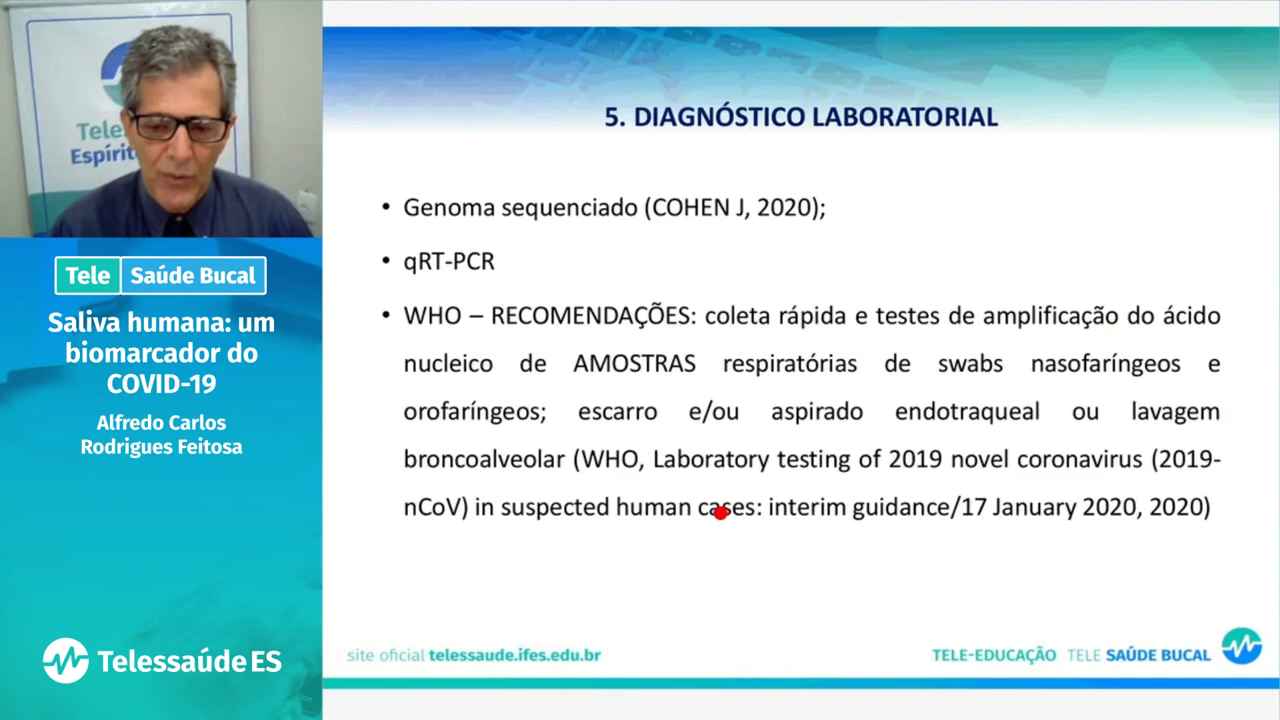 Tele
Espírit
Tele Saúde Bucal
Saliva humana: um
biomarcador do
COVID-19
Alfredo Carlos
Rodrigues Feitosa
Telessaúde ES
5. DIAGNÓSTICO LABORATORIAL
• Genoma sequenciado (COHEN J, 2020);
• qRT-PCR
• WHO – RECOMENDAÇÕES: coleta rápida e testes de amplificação do ácido
nucleico de AMOSTRAS respiratórias de swabs nasofaríngeos e
orofaríngeos; escarro e/ou aspirado endotraqueal ou lavagem
broncoalveolar (WHO, Laboratory testing of 2019 novel coronavirus (2019-
nCoV) in suspected human cases: interim guidance/17 January 2020, 2020)
site oficial telessaude.ifes.edu.br
TELE-EDUCAÇÃO TELE SAÚDE BUCAL